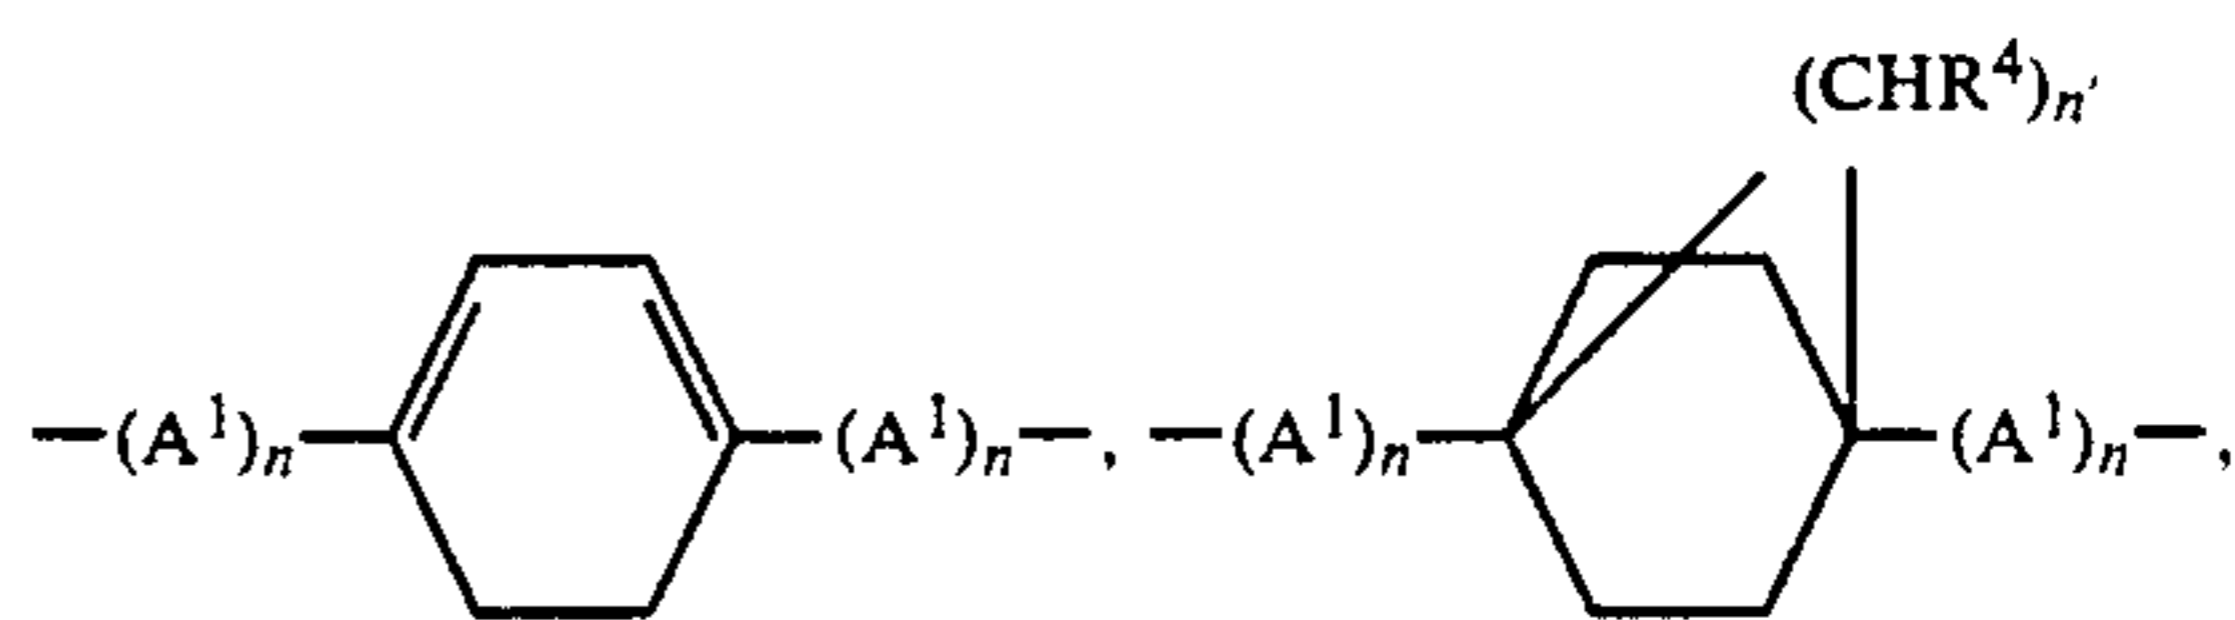 (CHR⁴)ₙ'
—(A¹)ₙ— —(A¹)ₙ—, —(A¹)ₙ— —(A¹)ₙ—,